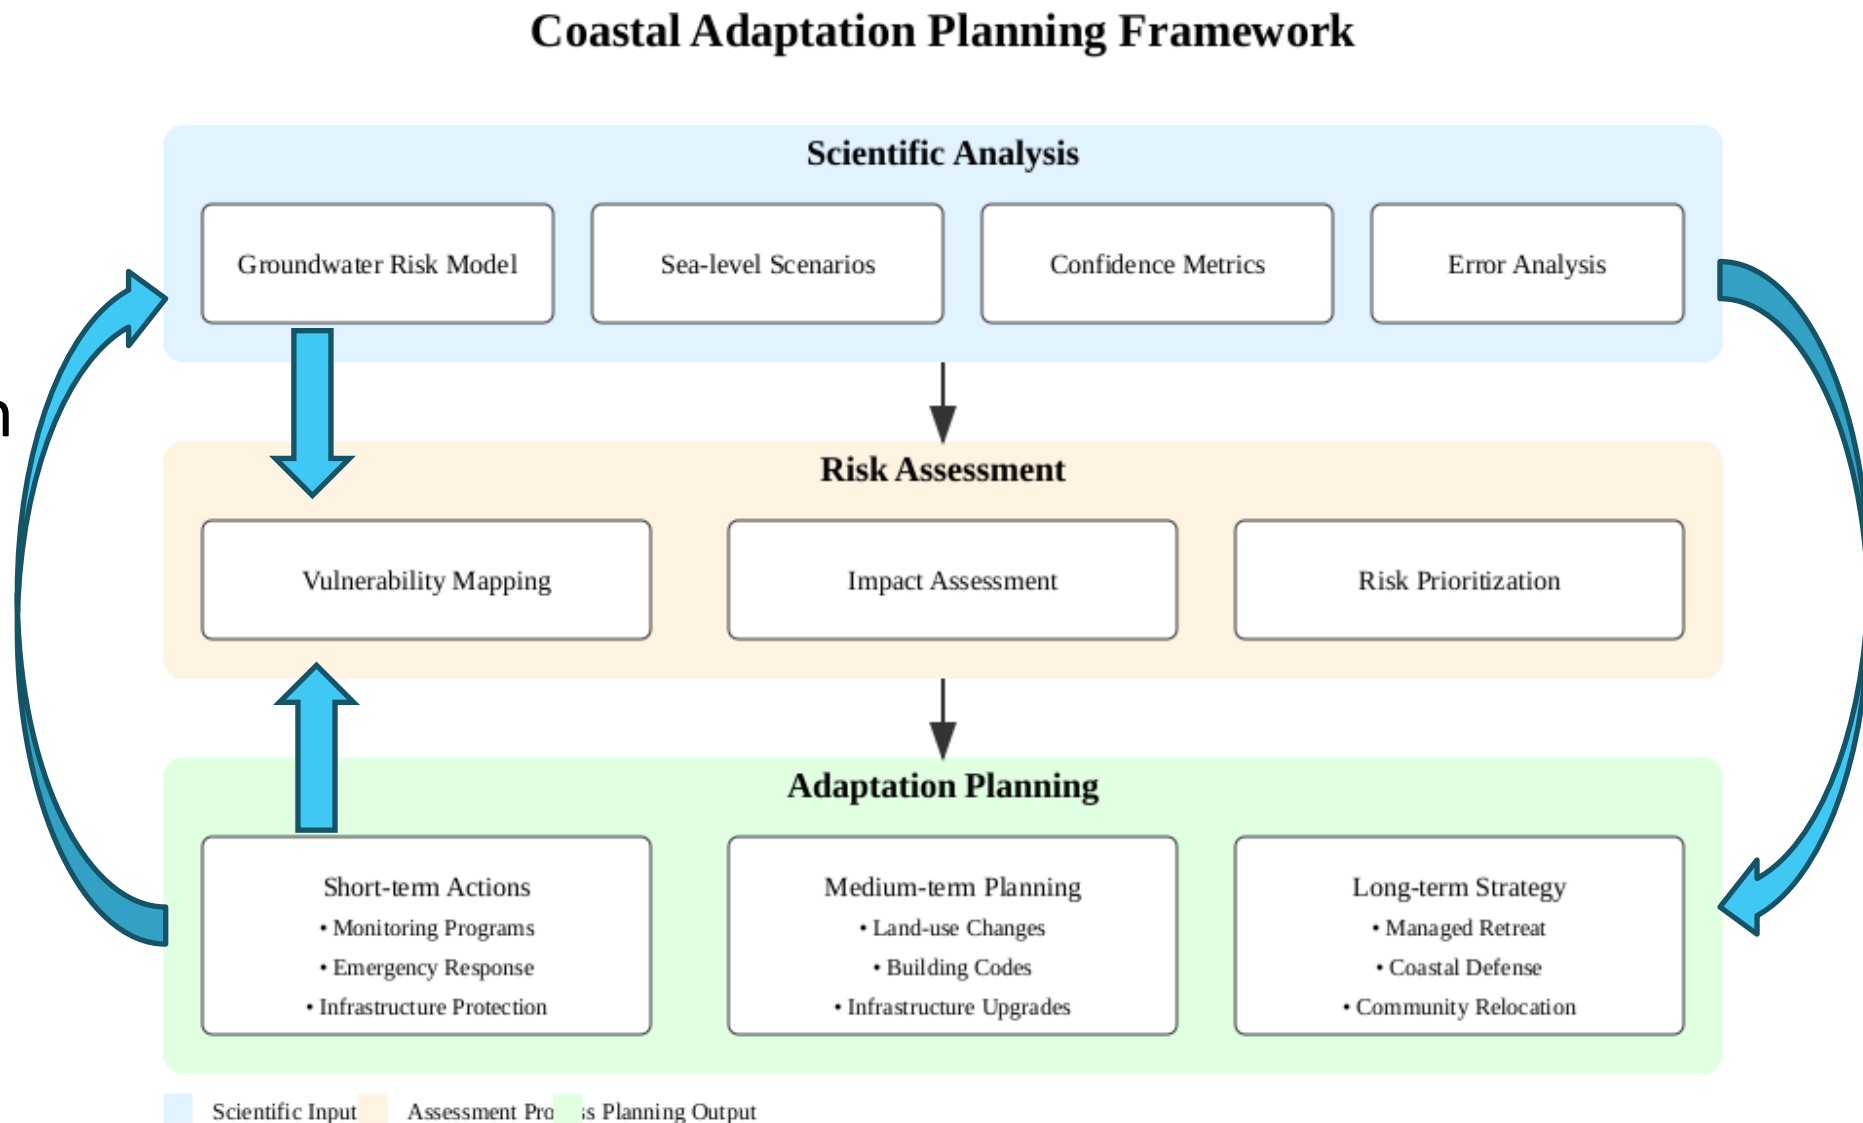 Coastal Adaptation Planning Framework
Scientific Analysis
Groundwater Risk Model
Sea-level Scenarios
Confidence Metrics
Error Analysis
n
Risk Assessment
Vulnerability Mapping
Impact Assessment
Risk Prioritization
Adaptation Planning
Short-term Actions
• Monitoring Programs
• Emergency Response
• Infrastructure Protection
Medium-term Planning
• Land-use Changes
• Building Codes
• Infrastructure Upgrades
Long-term Strategy
• Managed Retreat
• Coastal Defense
• Community Relocation
Scientific Input
Assessment
Planning Output